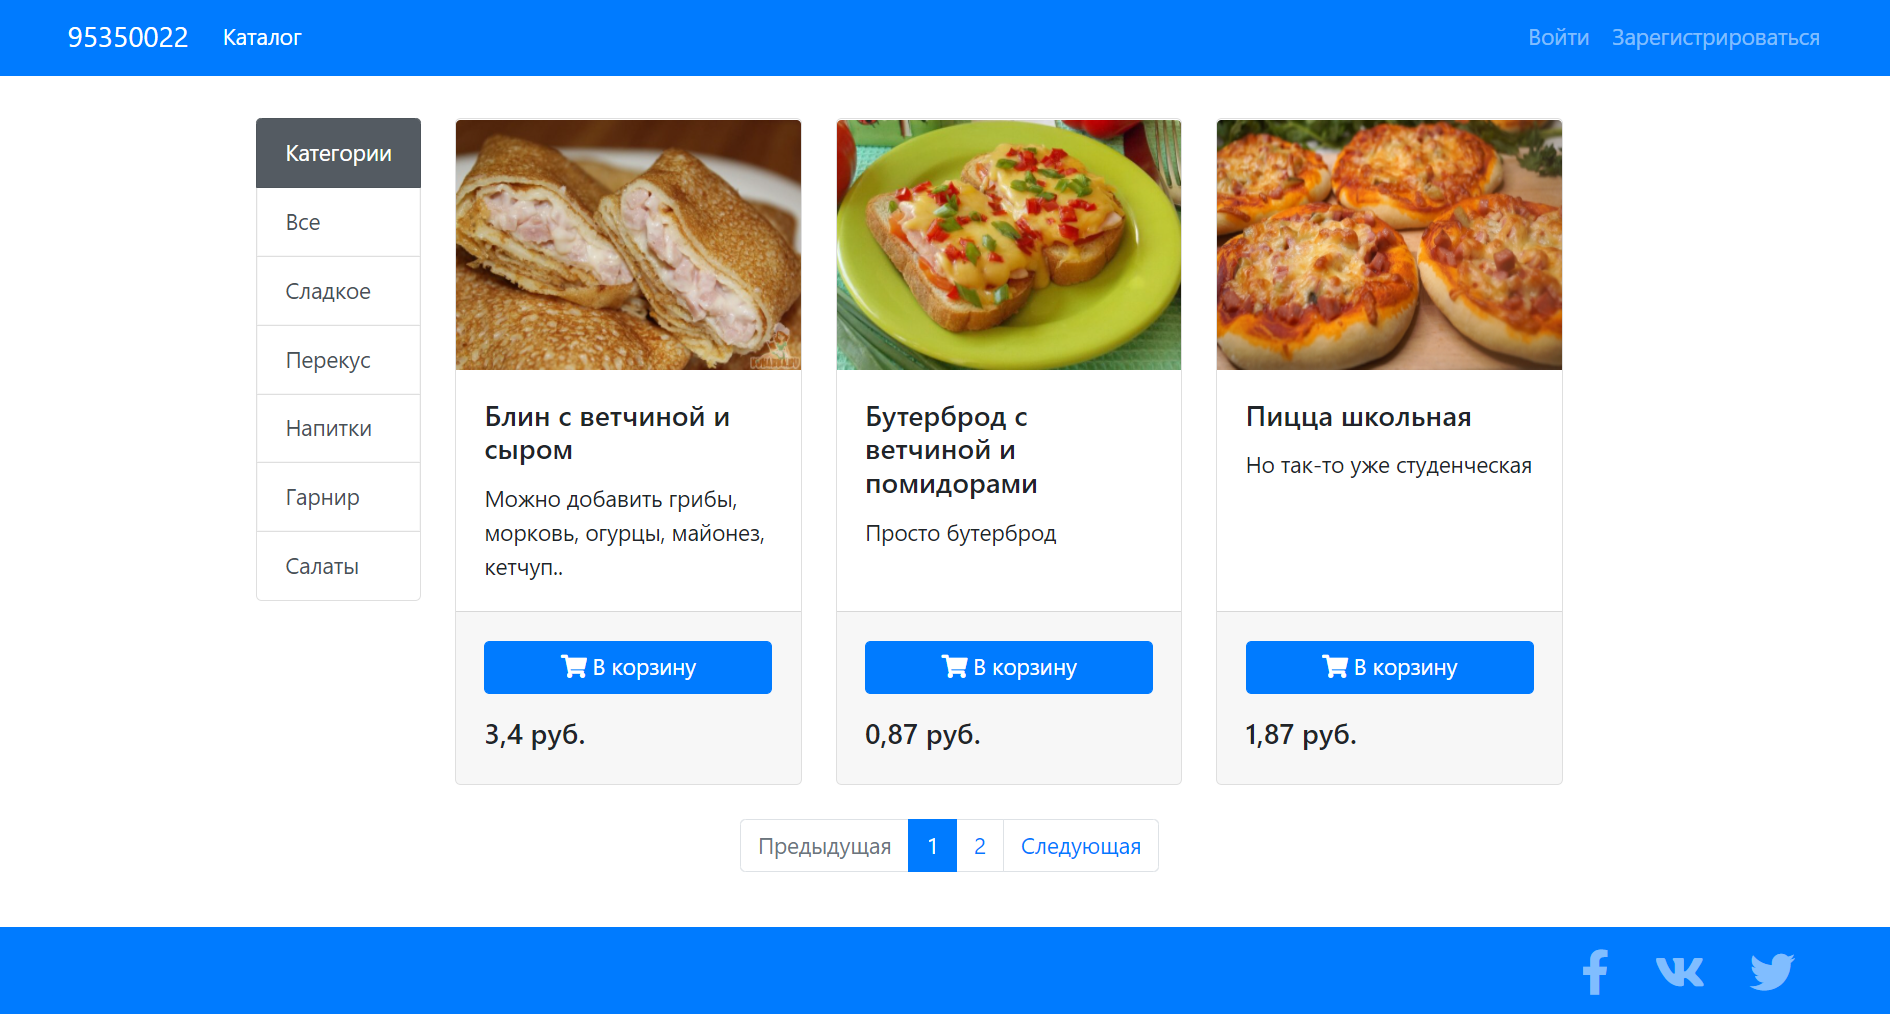 95350022
Каталог
Войти
Зарегистрироваться
Категории
Все
Сладкое
Перекус
Напитки
Гарнир
Салаты
Блин с ветчиной и
сыром
Можно добавить грибы,
морковь, огурцы, майонез,
кетчуп..
В корзину
3,4 руб.
Бутерброд с
ветчиной и
помидорами
Просто бутерброд
В корзину
0,87 руб.
Пицца школьная
Но так-то уже студенческая
В корзину
1,87 руб.
Предыдущая
1
2
Следующая